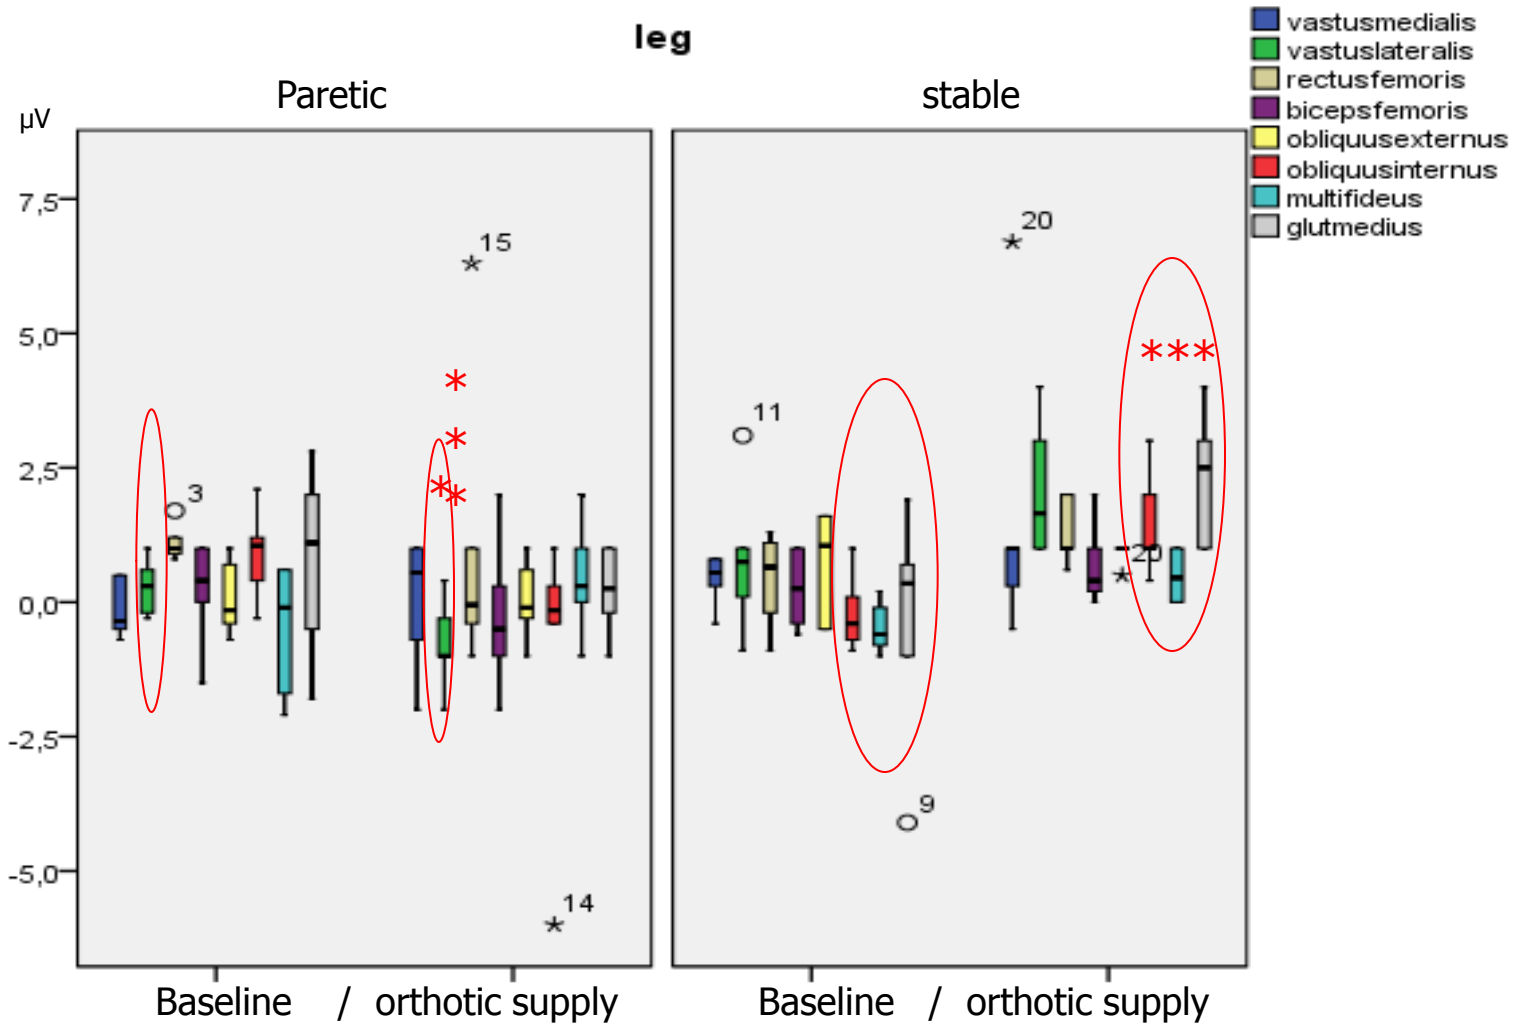 leg
Paretic
stable
µV
7,5
5,0
2,5
0,0
-2,5
-5,0
3
15
14
11
9
20
20
* * * *
***
Baseline / orthotic supply
Baseline / orthotic supply
vastusmedialis
vastuslateralis
rectusfemoris
bicepsfemoris
obliquusexternus
obliquusinternus
multifideus
glutmedius